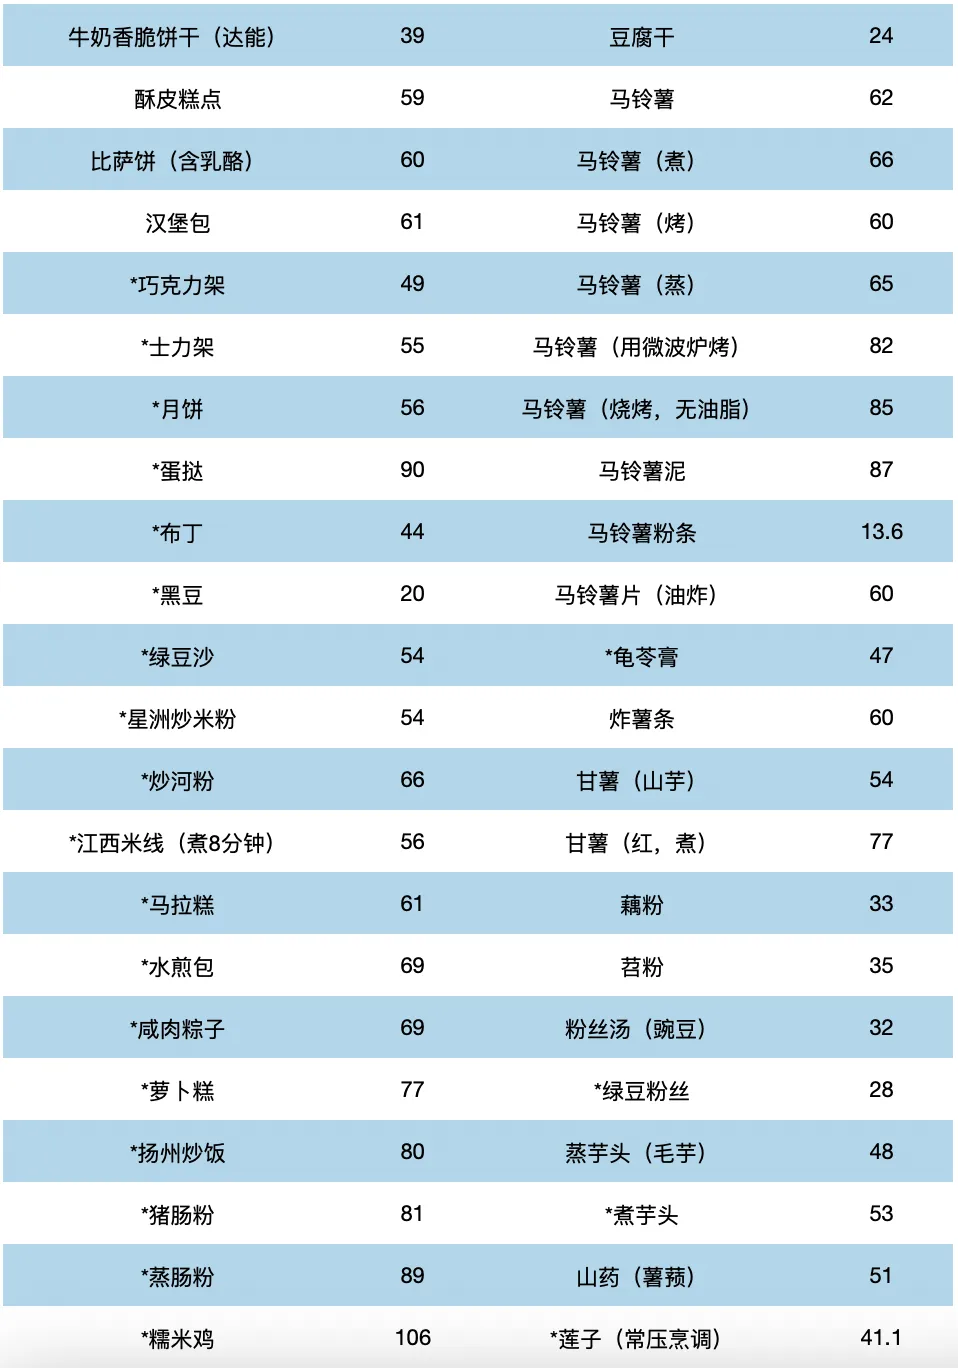 牛奶香脆饼干（达能） 39 豆腐干 24
酥皮糕点 59 马铃薯 62
比萨饼（含乳酪） 60 马铃薯（煮） 66
汉堡包 61 马铃薯（烤） 60
*巧克力架 49 马铃薯（蒸） 65
*士力架 55 马铃薯（用微波炉烤） 82
*月饼 56 马铃薯（烧烤，无油脂） 85
*蛋挞 90 马铃薯泥 87
*布丁 44 马铃薯粉条 13.6
*黑豆 20 马铃薯片（油炸） 60
*绿豆沙 54 *龟苓膏 47
*星洲炒米粉 54 炸薯条 60
*炒河粉 66 甘薯（山芋） 54
*江西米线（煮8分钟） 56 甘薯（红，煮） 77
*马拉糕 61 藕粉 33
*水煎包 69 苕粉 35
*咸肉粽子 69 粉丝汤（豌豆） 32
*萝卜糕 77 *绿豆粉丝 28
*扬州炒饭 80 蒸芋头（毛芋） 48
*猪肠粉 81 *煮芋头 53
*蒸肠粉 89 山药（薯蓣） 51
*糯米鸡 106 *莲子（常压烹调） 41.1